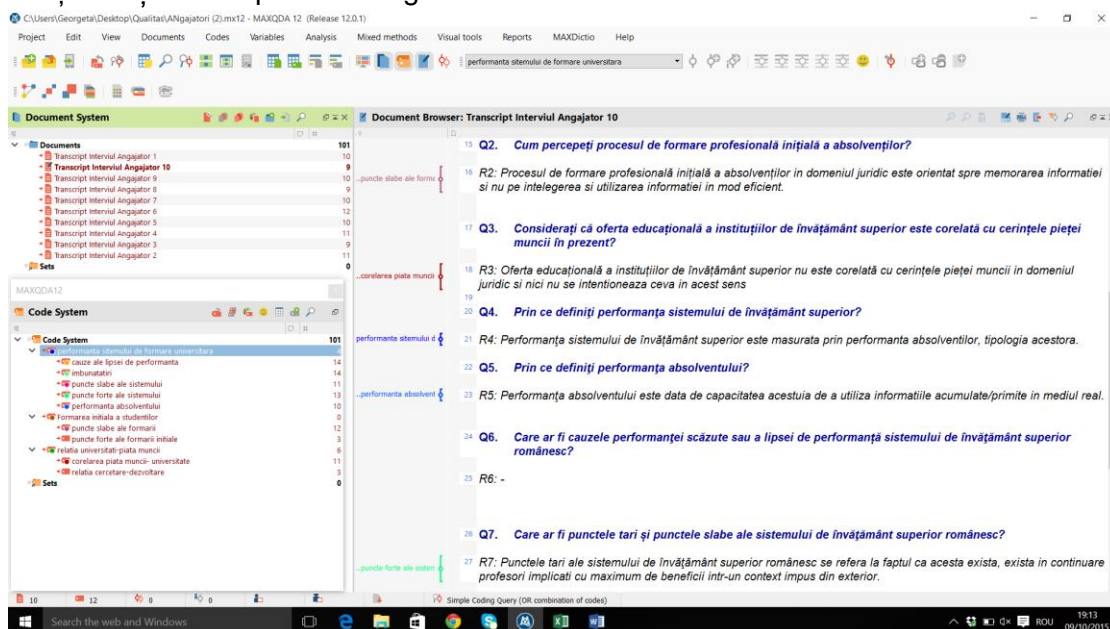 C:\Users\Georgeta\Desktop\Qualitas\ANgajatori (2).mx12 - MAXQDA 12 (Release 12.0.1)
Project Edit View Documents Codes Variables Analysis Mixed methods Visual tools Reports MAXDictio Help
performanta sitemului de formare universitara
Document System
Documents 101
Transcript Interviul Angajator 1 10
Transcript Interviul Angajator 10 9
Transcript Interviul Angajator 9 10
Transcript Interviul Angajator 8 9
Transcript Interviul Angajator 7 10
Transcript Interviul Angajator 6 12
Transcript Interviul Angajator 5 10
Transcript Interviul Angajator 4 11
Transcript Interviul Angajator 3 9
Transcript Interviul Angajator 2 11
Sets 0
MAXQDA12
Code System
Code System 101
performanta sitemului de formare universitara
cauze ale lipsei de performanta 14
imbunatatiri 14
puncte slabe ale sistemului 11
puncte forte ale sistemului 13
performanta absolventului 10
Formarea initiala a studentilor 0
puncte slabe ale formarii 12
puncte forte ale formarii initiale 3
relatia universitati-piata muncii 6
corelarea piata muncii- universitate 11
relatia cercetare-dezvoltare 3
Sets 0
Document Browser: Transcript Interviul Angajator 10
15 Q2. Cum percepeți procesul de formare profesională inițială a absolvenților?
..puncte slabe ale forma
16 R2: Procesul de formare profesională inițială a absolvenților in domeniul juridic este orientat spre memorarea informatiei
si nu pe intelegerea si utilizarea informatiei in mod eficient.
17 Q3. Considerați că oferta educațională a instituțiilor de învățământ superior este corelată cu cerințele pieței
muncii în prezent?
..corelarea piata muncii
18 R3: Oferta educațională a instituțiilor de învățământ superior nu este corelată cu cerințele pieței muncii in domeniul
juridic si nici nu se intentioneaza ceva in acest sens
19
20 Q4. Prin ce definiți performanța sistemului de învățământ superior?
performanta sitemului d
21 R4: Performanța sistemului de învățământ superior este masurata prin performanta absolventilor, tipologia acestora.
22 Q5. Prin ce definiți performanța absolventului?
..performanta absolvent
23 R5: Performanța absolventului este data de capacitatea acestuia de a utiliza informatiile acumulate/primite in mediul real.
24 Q6. Care ar fi cauzele performanței scăzute sau a lipsei de performanță sistemului de învățământ superior
românesc?
25 R6: -
26 Q7. Care ar fi punctele tari și punctele slabe ale sistemului de învățământ superior românesc?
..puncte forte ale sistem
27 R7: Punctele tari ale sistemului de învățământ superior românesc se refera la faptul ca acesta exista, exista in continuare
profesori implicati cu maximum de beneficii intr-un context impus din exterior.
10 12 0 0 Simple Coding Query (OR combination of codes)
Search the web and Windows
ROU 19:13
09/10/2015